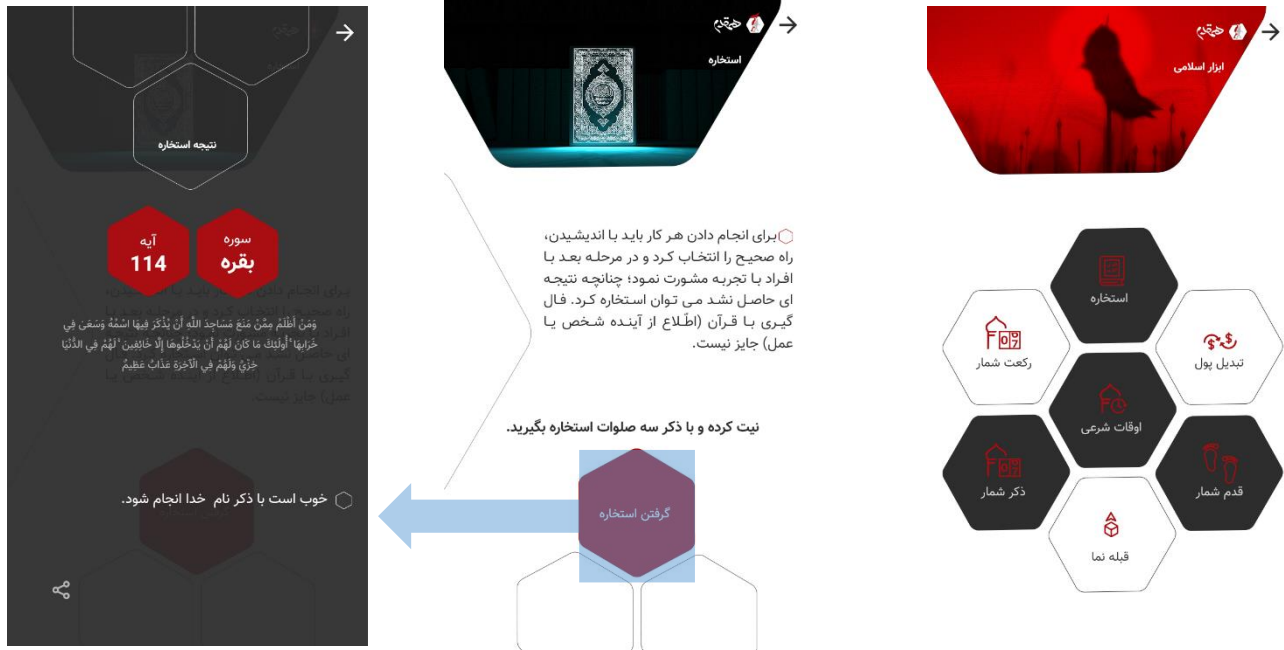 همقدم
ابزار اسلامی
استخاره
رکعت شمار
تبدیل پول
اوقات شرعی
ذکر شمار
قدم شمار
قبله نما
همقدم
استخاره
برای انجام دادن هر کار باید با اندیشیدن،
راه صحیح را انتخاب کرد و در مرحله بعد با
افراد با تجربه مشورت نمود؛ چنانچه نتیجه
ای حاصل نشد می توان استخاره کرد. فال
گیری با قرآن (اطّلاع از آینده شخص یا
عمل) جایز نیست.
نیت کرده و با ذکر سه صلوات استخاره بگیرید.
گرفتن استخاره
نتیجه استخاره
سوره
بقره
آیه
114
وَمَنْ أَظْلَمُ مِمَّنْ مَنَعَ مَسَاجِدَ اللَّهِ أَنْ يُذْكَرَ فِيهَا اسْمُهُ وَسَعَىٰ فِي
خَرَابِهَا ۚ أُولَٰئِكَ مَا كَانَ لَهُمْ أَنْ يَدْخُلُوهَا إِلَّا خَائِفِينَ ۚ لَهُمْ فِي الدُّنْيَا
خِزْيٌ وَلَهُمْ فِي الْآخِرَةِ عَذَابٌ عَظِيمٌ
خوب است با ذکر نام خدا انجام شود.